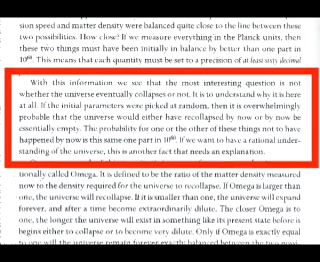 sion speed and matter density were balanced quite close to the line between these
two possibilities. How close? If we measure everything in the Planck units, then
these two things must have been initially in balance by better than one part in
10⁶⁰. This means that each quantity must be set to a precision of at least sixty decimal
With this information we see that the most interesting question is not
whether the universe eventually collapses or not. It is to understand why it is here
at all. If the initial parameters were picked at random, then it is overwhelmingly
probable that the universe would either have recollapsed by now or by now be
essentially empty. The probability for one or the other of these things not to have
happened by now is this same one part in 10⁶⁰. If we want to have a rational under-
standing of the universe, this is another fact that needs an explanation.
tionally called Omega. It is defined to be the ratio of the matter density measured
now to the density required for the universe to recollapse. If Omega is larger than
one, the universe will recollapse. If it is smaller than one, the universe will expand
forever, and after a time become extraordinarily dilute. The closer Omega is to
one, the longer the universe will exist in something like its present state before it
begins either to collapse or to become very dilute. Only if Omega is exactly equal
to one will the universe remain forever exactly balanced between the two